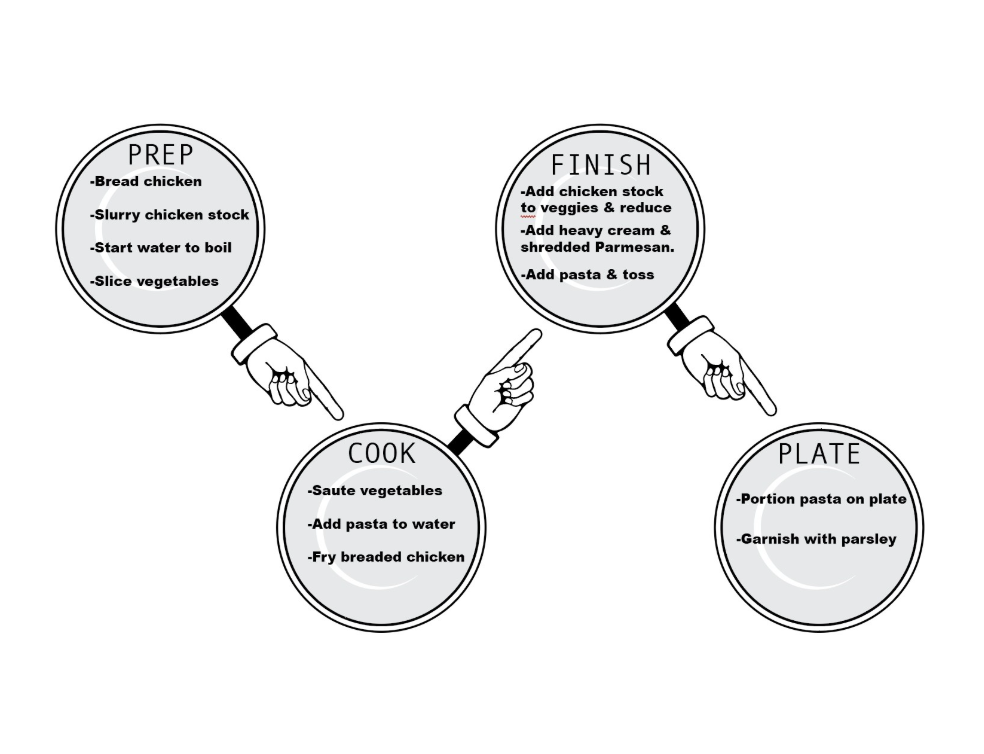 PREP
-Bread chicken
-Slurry chicken stock
-Start water to boil
-Slice vegetables
COOK
-Saute vegetables
-Add pasta to water
-Fry breaded chicken
FINISH
-Add chicken stock
to veggies & reduce
-Add heavy cream &
shredded Parmesan.
-Add pasta & toss
PLATE
-Portion pasta on plate
-Garnish with parsley